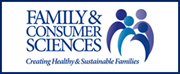 FAMILY &
CONSUMER
SCIENCES
Creating Healthy & Sustainable Families